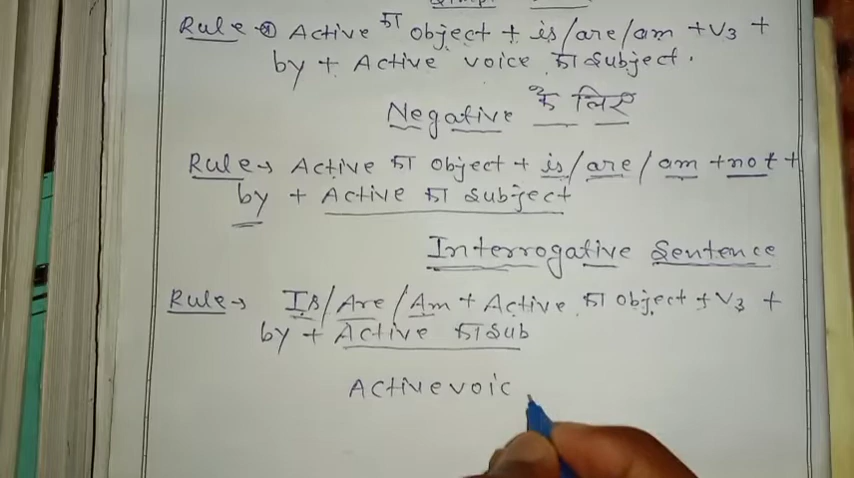 Rule → Active का object + is/are/am + V3 +
by + Active voice का Subject.
Negative के लिए
Rule → Active का object + is/are/am + not +
by + Active का Subject
Interrogative Sentence
Rule → Is/Are/Am + Active का object + V3 +
by + Active का Sub
Active voic